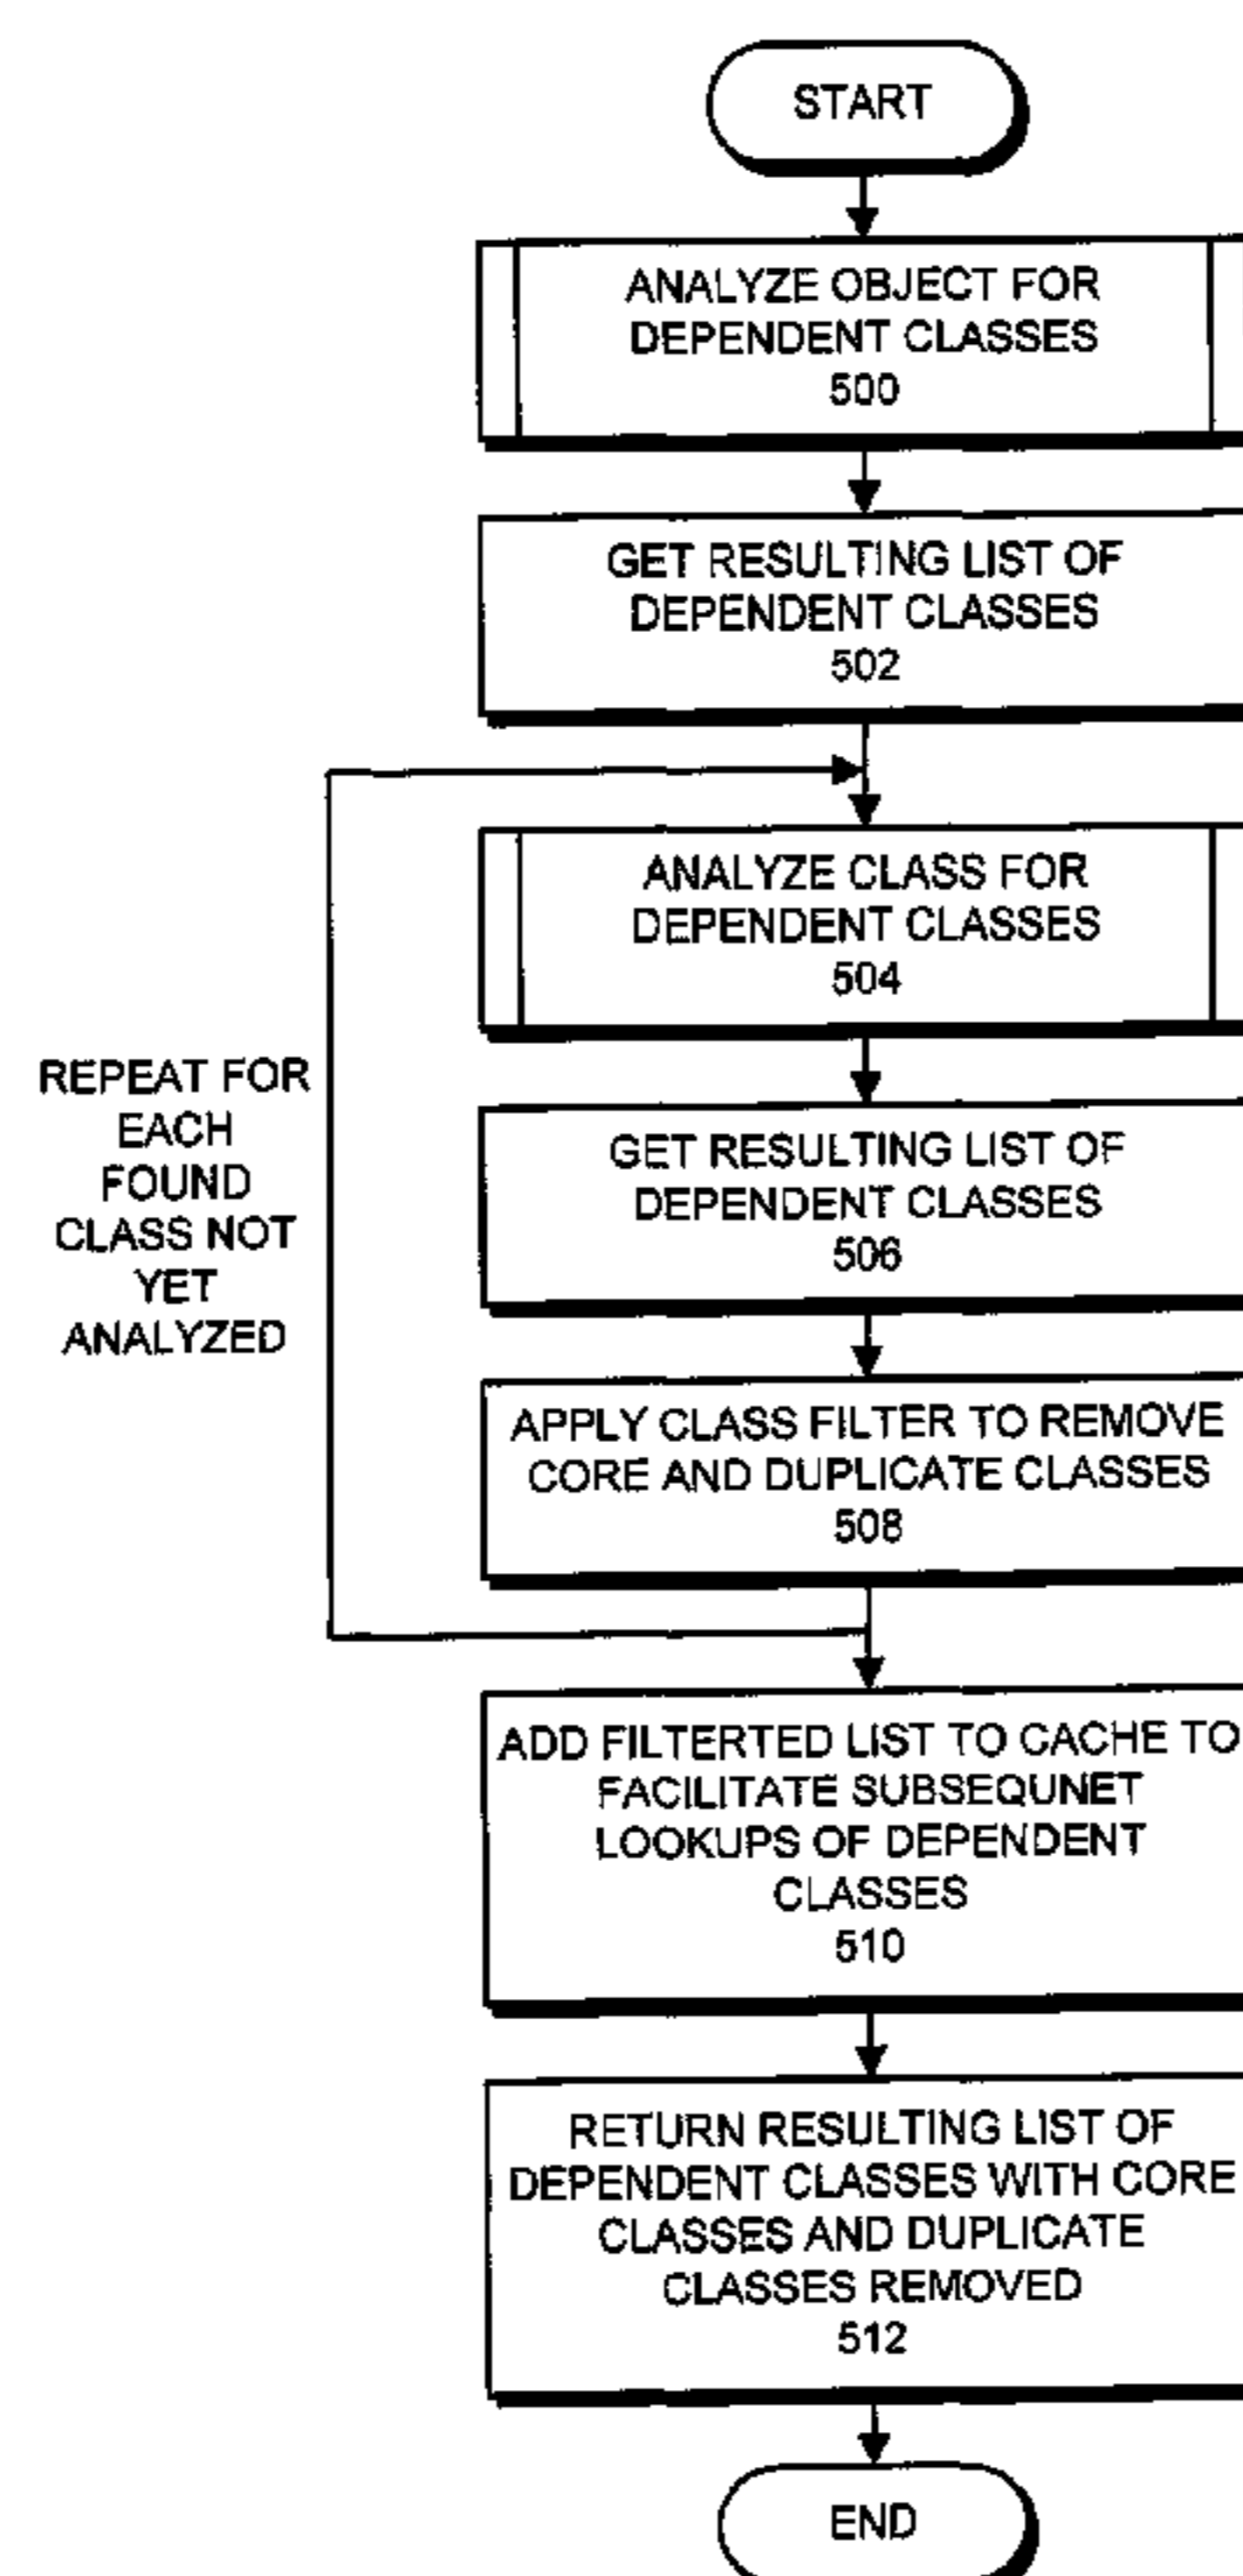 START
ANALYZE OBJECT FOR
DEPENDENT CLASSES
500
GET RESULTING LIST OF
DEPENDENT CLASSES
502
ANALYZE CLASS FOR
DEPENDENT CLASSES
504
REPEAT FOR
EACH
FOUND
CLASS NOT
YET
ANALYZED
GET RESULTING LIST OF
DEPENDENT CLASSES
506
APPLY CLASS FILTER TO REMOVE
CORE AND DUPLICATE CLASSES
508
ADD FILTERTED LIST TO CACHE TO
FACILITATE SUBSEQUNET
LOOKUPS OF DEPENDENT
CLASSES
510
RETURN RESULTING LIST OF
DEPENDENT CLASSES WITH CORE
CLASSES AND DUPLICATE
CLASSES REMOVED
512
END